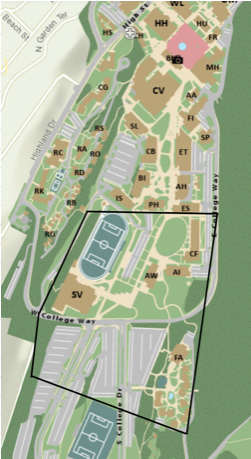 WL
High St
Beach St
N. Garden Ter
HS
HH
HU
FR
MH
CG
CV
AA
FI
Highland Dr
RS
SL
SP
RA
RO
CB
ET
RC
RD
BI
AH
RK
RB
IS
PH
ES
S College Way
RG
CF
AW
AI
SV
W College Way
FA
S College Dr